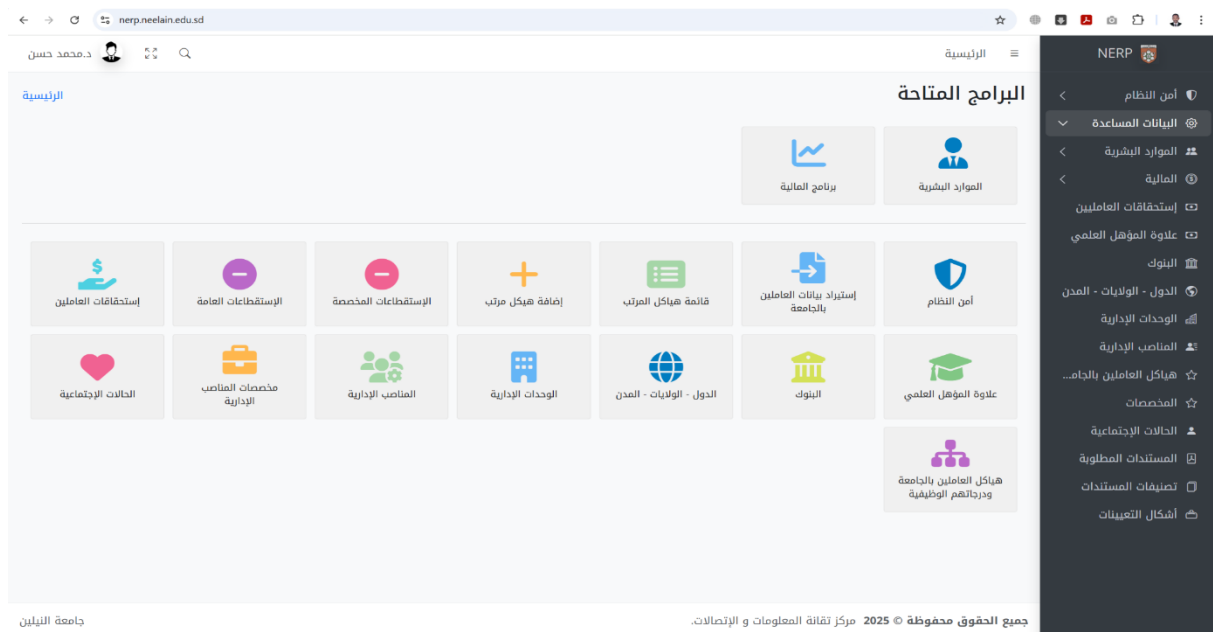 nerp.neelain.edu.sd
NERP
الرئيسية
د.محمد حسن
أمن النظام
البيانات المساعدة
الموارد البشرية
المالية
إستحقاقات العامليين
علاوة المؤهل العلمي
البنوك
الدول - الولايات - المدن
الوحدات الإدارية
المناصب الإدارية
هياكل العاملين بالجام...
المخصصات
الحالات الإجتماعية
المستندات المطلوبة
تصنيفات المستندات
أشكال التعيينات
البرامج المتاحة
الرئيسية
الموارد البشرية
برنامج المالية
أمن النظام
إستيراد بيانات العاملين
بالجامعة
قائمة هياكل المرتب
إضافة هيكل مرتب
الإستقطاعات المخصصة
الإستقطاعات العامة
إستحقاقات العاملين
علاوة المؤهل العلمي
البنوك
الدول - الولايات - المدن
الوحدات الإدارية
المناصب الإدارية
مخصصات المناصب
الإدارية
الحالات الإجتماعية
هياكل العاملين بالجامعة
ودرجاتهم الوظيفية
جميع الحقوق محفوظة © 2025 مركز تقانة المعلومات و الإتصالات.
جامعة النيلين